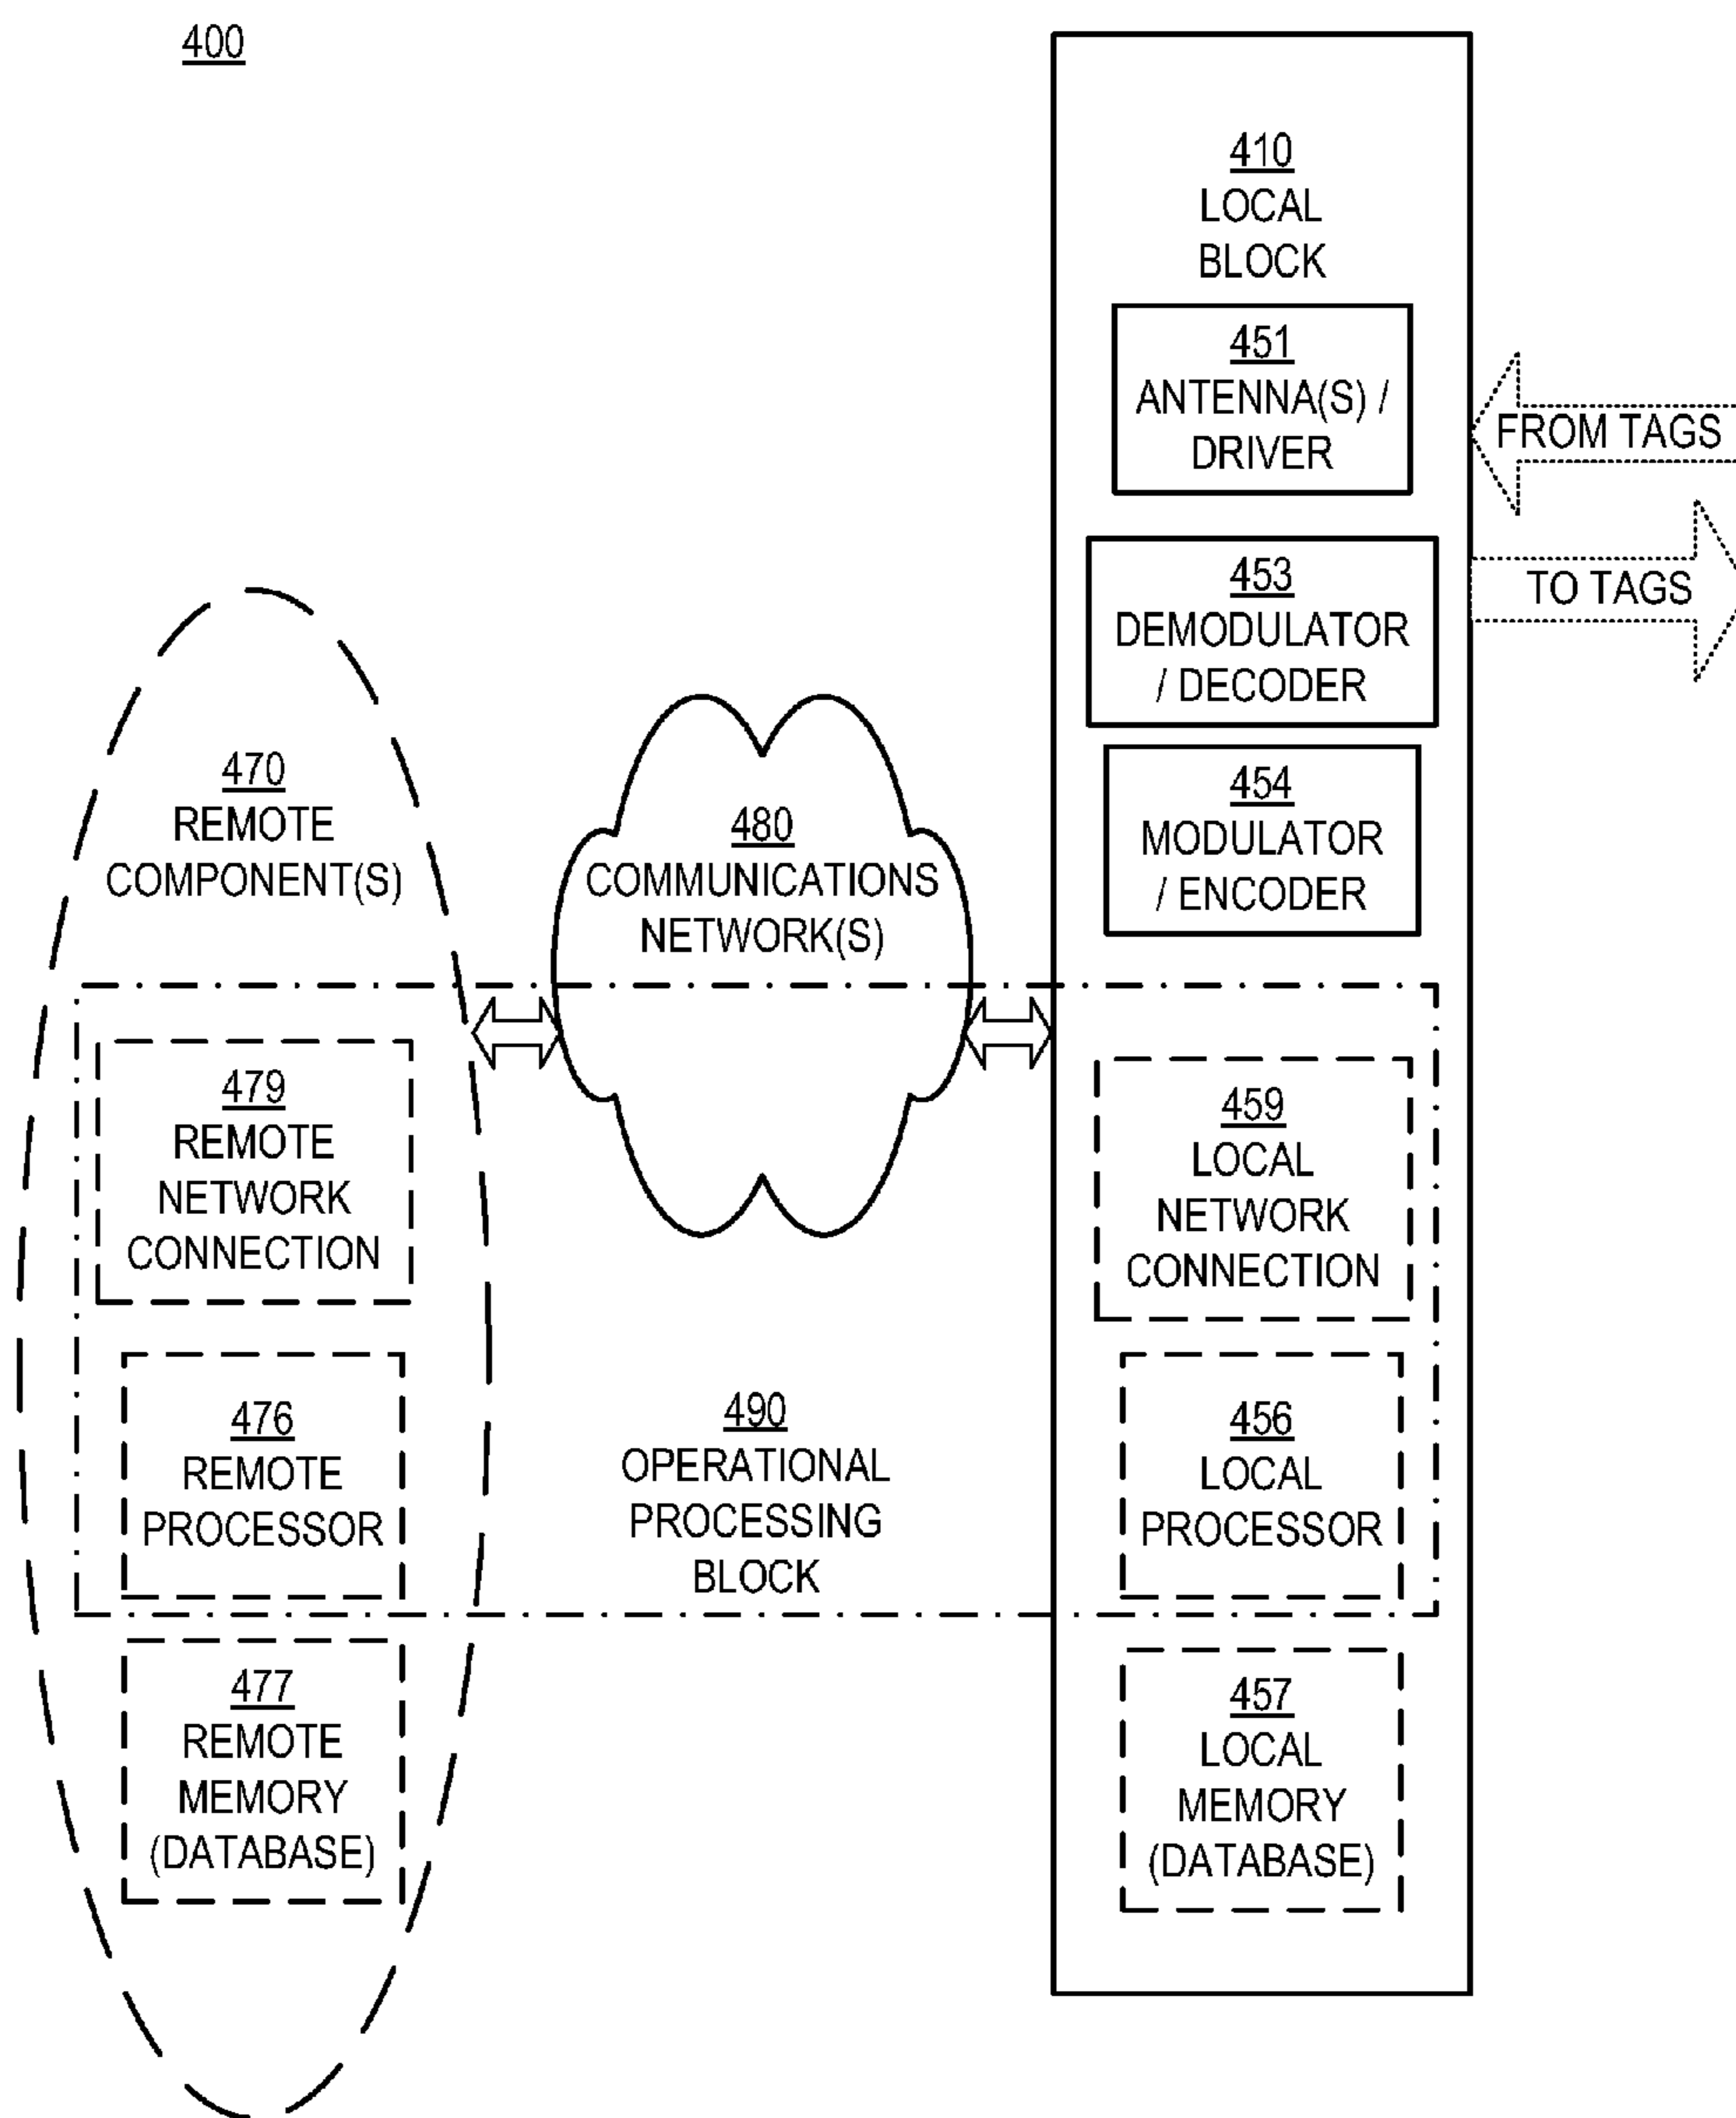 400
410
LOCAL
BLOCK
451
ANTENNA(S) /
DRIVER
FROM TAGS
453
DEMODULATOR
/ DECODER
TO TAGS
454
MODULATOR
/ ENCODER
470
REMOTE
COMPONENT(S)
480
COMMUNICATIONS
NETWORK(S)
479
REMOTE
NETWORK
CONNECTION
459
LOCAL
NETWORK
CONNECTION
476
REMOTE
PROCESSOR
490
OPERATIONAL
PROCESSING
BLOCK
456
LOCAL
PROCESSOR
477
REMOTE
MEMORY
(DATABASE)
457
LOCAL
MEMORY
(DATABASE)